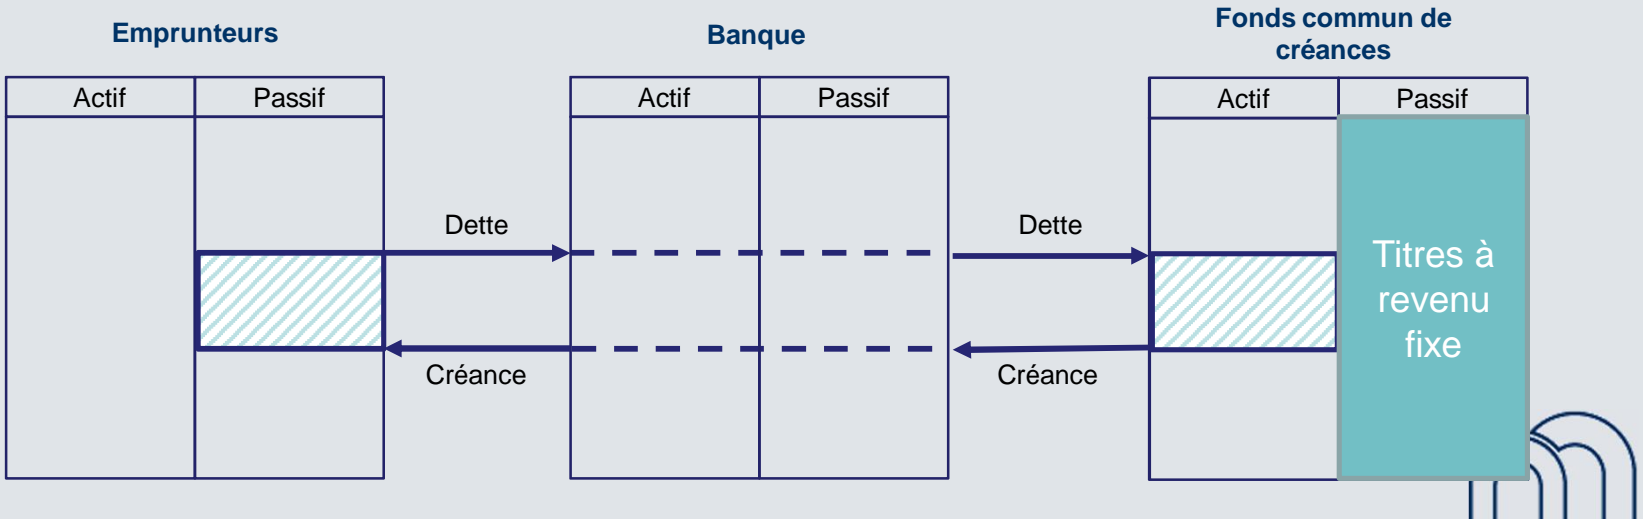 Emprunteurs
Banque
Fonds commun de
créances
Actif
Passif
Actif
Passif
Actif
Passif
Dette
Dette
Créance
Créance
Titres à
revenu
fixe